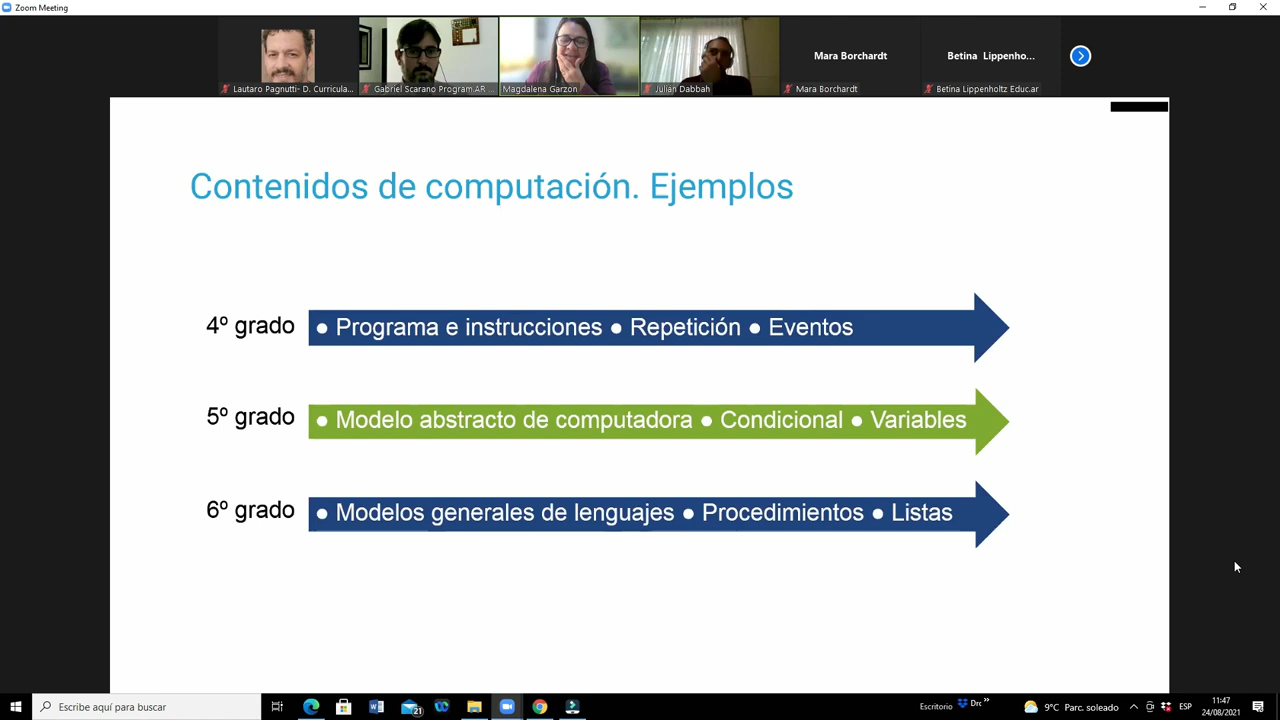 Zoom Meeting
Mara Borchardt
Betina Lippenho...
Lautaro Pagnutti- D. Curricula...
Gabriel Scarano Program.AR ...
Magdalena Garzon
Julian Dabbah
Mara Borchardt
Betina Lippenholtz Educ.ar
Contenidos de computación. Ejemplos
4º grado ● Programa e instrucciones ● Repetición ● Eventos
5º grado ● Modelo abstracto de computadora ● Condicional ● Variables
6º grado ● Modelos generales de lenguajes ● Procedimientos ● Listas
Escribe aquí para buscar
21
Escritorio
9ºC Parc. soleado
ESP
11:47
24/08/2021